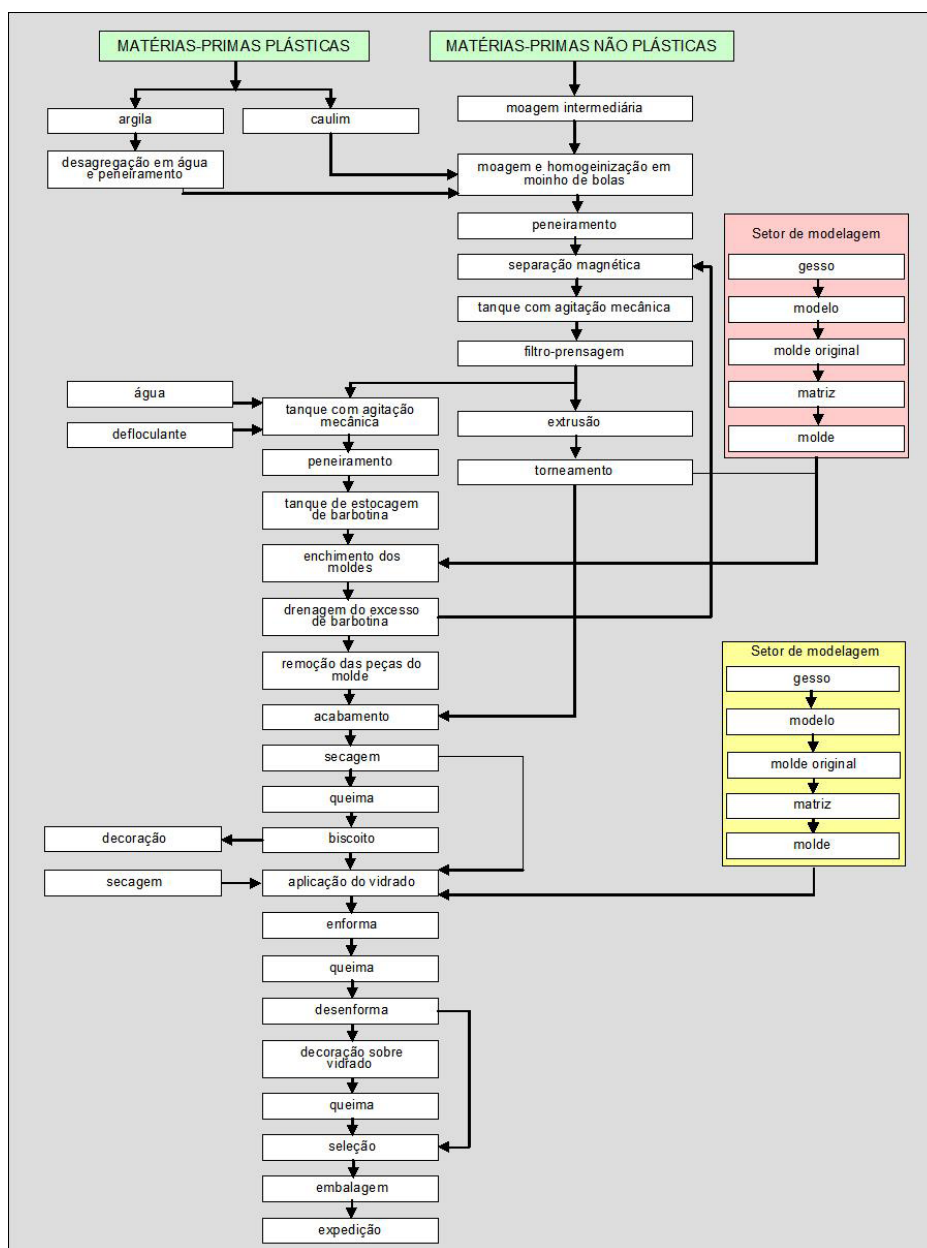 MATÉRIAS-PRIMAS PLÁSTICAS
MATÉRIAS-PRIMAS NÃO PLÁSTICAS
moagem intermediária
argila
caulim
desagregação em água
e peneiramento
moagem e homogeinização em
moinho de bolas
peneiramento
separação magnética
tanque com agitação mecânica
filtro-prensagem
Setor de modelagem
gesso
modelo
molde original
matriz
molde
água
defloculante
tanque com agitação
mecânica
extrusão
peneiramento
torneamento
tanque de estocagem
de barbotina
enchimento dos
moldes
drenagem do excesso
de barbotina
remoção das peças do
molde
acabamento
secagem
queima
decoração
biscoito
secagem
aplicação do vidrado
Setor de modelagem
gesso
modelo
molde original
matriz
molde
enforma
queima
desenforma
decoração sobre
vidrado
queima
seleção
embalagem
expedição